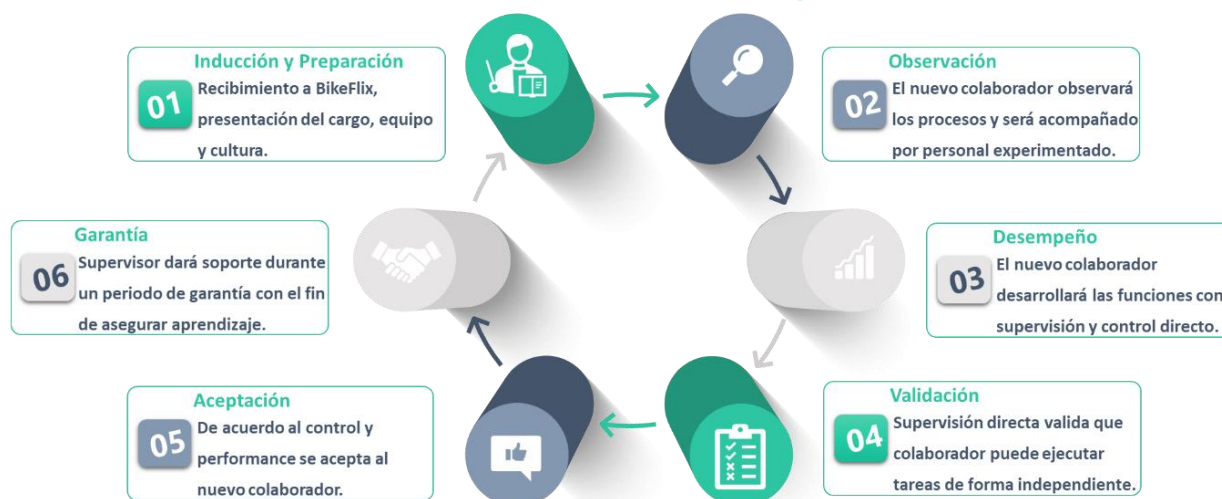 Inducción y Preparación
01
Recibimiento a BikeFlix,
presentación del cargo, equipo
y cultura.
Observación
02
El nuevo colaborador observará
los procesos y será acompañado
por personal experimentado.
Desempeño
03
El nuevo colaborador
desarrollará las funciones con
supervisión y control directo.
Validación
04
Supervisión directa valida que
colaborador puede ejecutar
tareas de forma independiente.
Aceptación
05
De acuerdo al control y
performance se acepta al
nuevo colaborador.
Garantía
06
Supervisor dará soporte durante
un periodo de garantía con el fin
de asegurar aprendizaje.